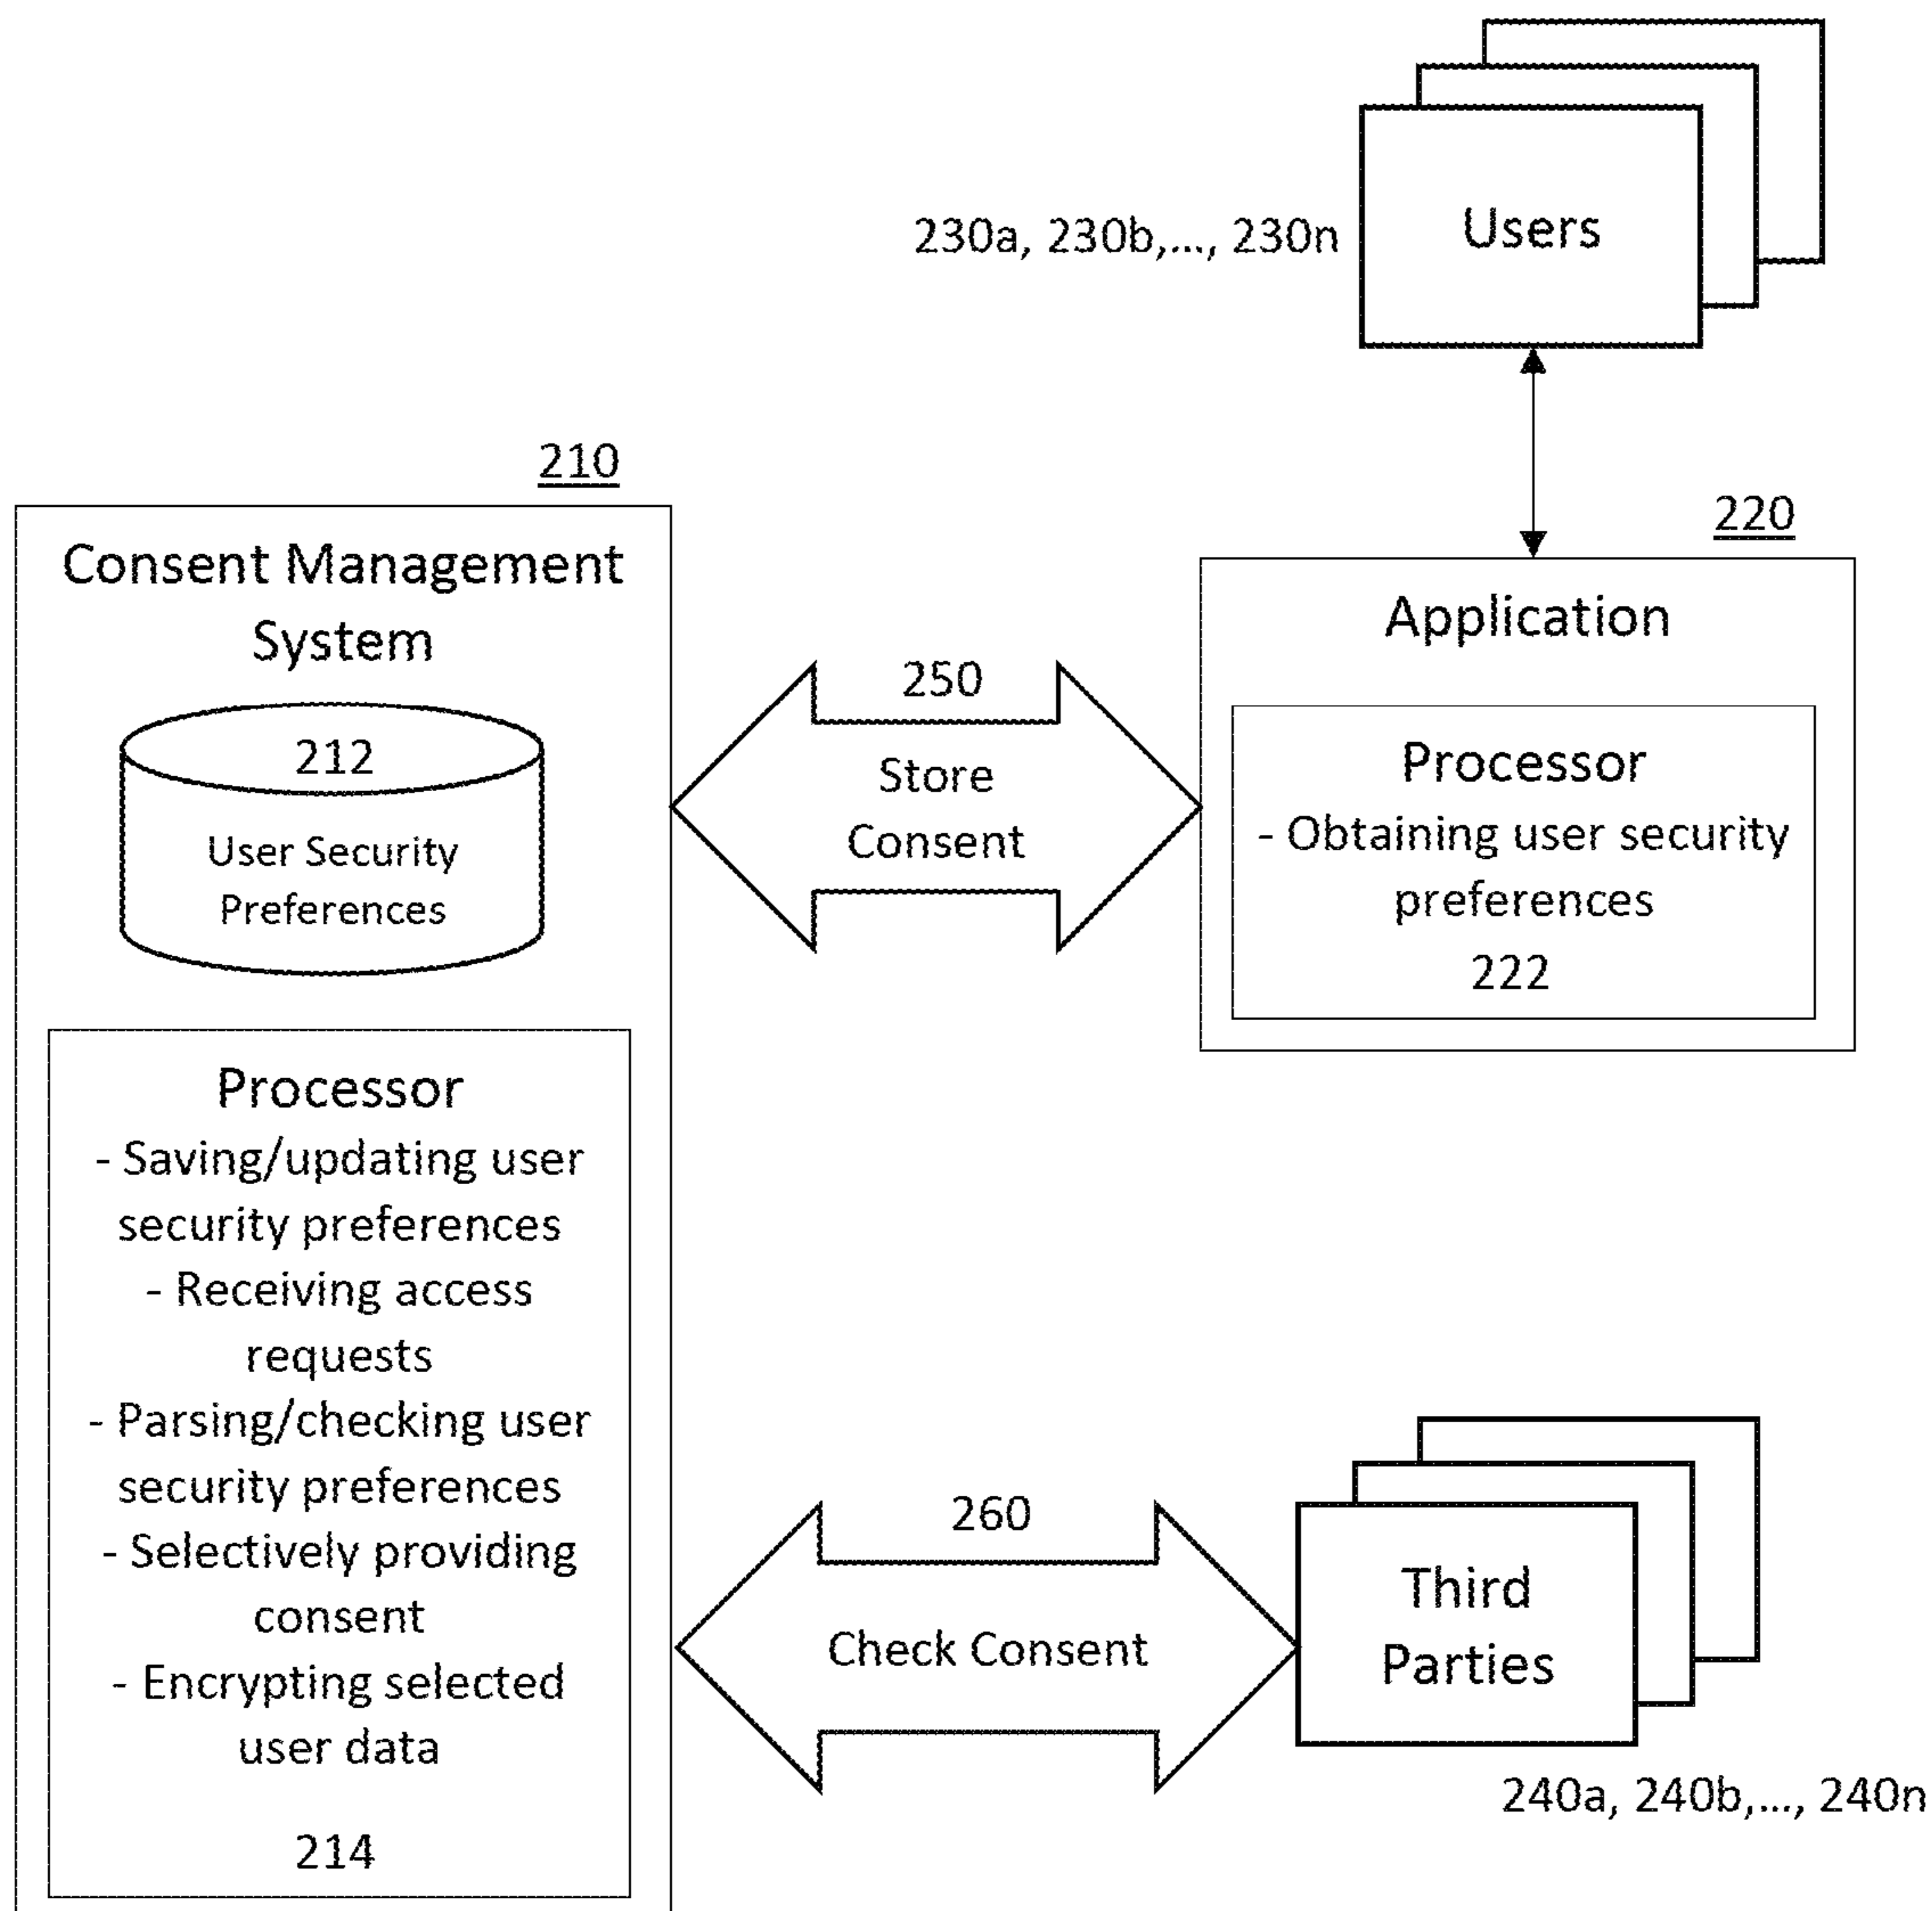 230a, 230b,..., 230n
Users
210
Consent Management
System
212
User Security
Preferences
Processor
- Saving/updating user
security preferences
- Receiving access
requests
- Parsing/checking user
security preferences
- Selectively providing
consent
- Encrypting selected
user data
214
250
Store
Consent
220
Application
Processor
- Obtaining user security
preferences
222
260
Check Consent
Third
Parties
240a, 240b,..., 240n